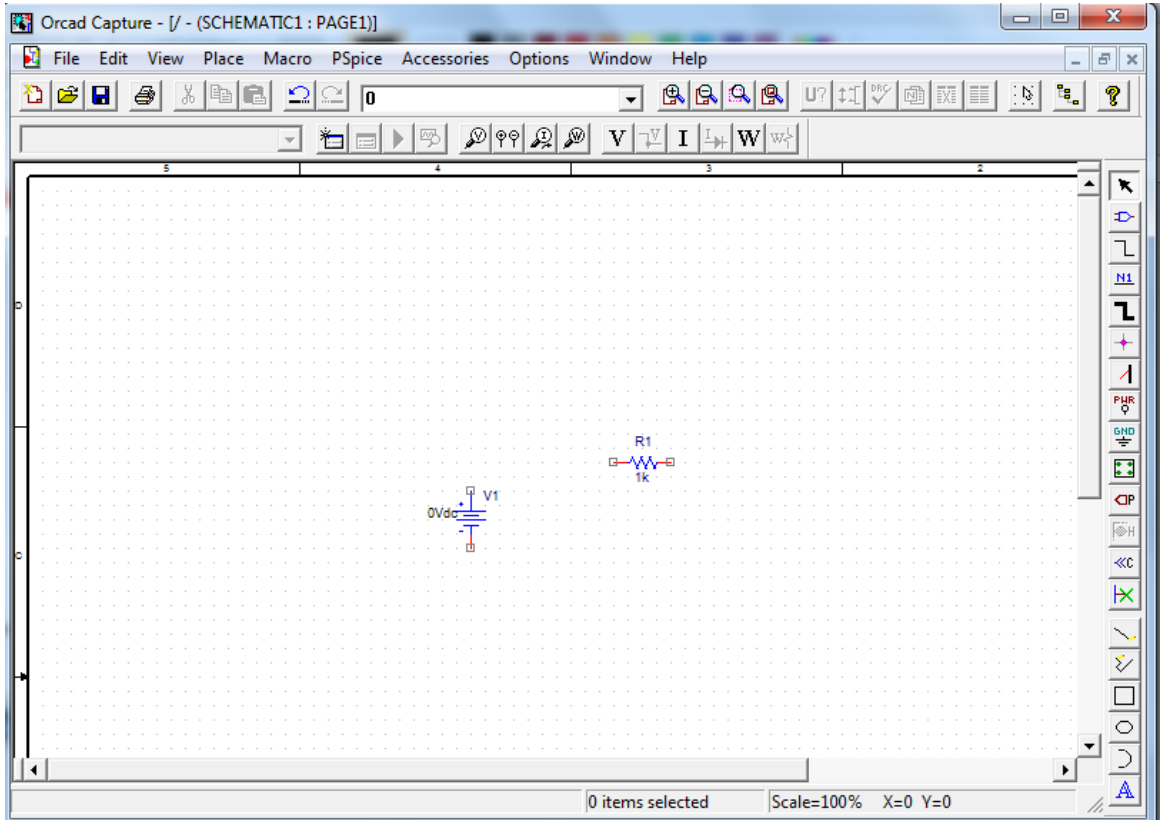 Orcad Capture - [/ - (SCHEMATIC1 : PAGE1)]
File Edit View Place Macro PSpice Accessories Options Window Help
0 U? DRC
V I W V I W
5 4 3 2
N1
D
PWR
R1
GND
1k
V1
P
0Vdc
+
-
H
C
<<C
A
0 items selected Scale=100% X=0 Y=0